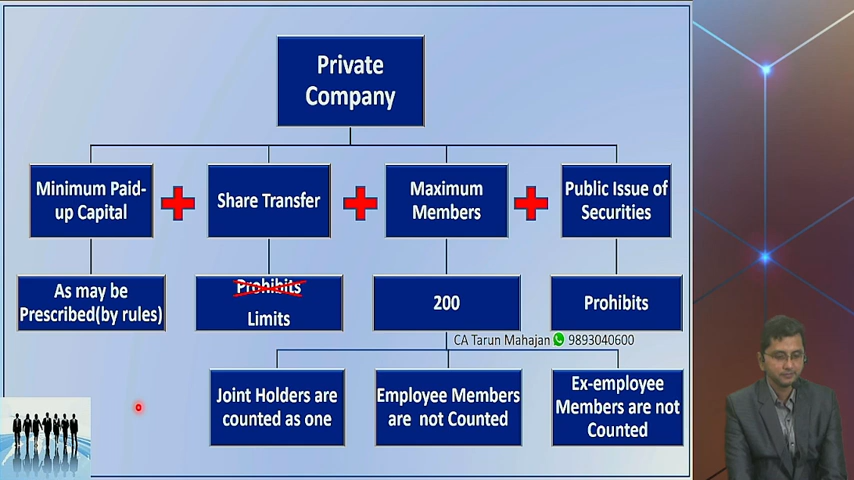 Private
Company
Minimum Paid-
up Capital
Share Transfer
Maximum
Members
Public Issue of
Securities
As may be
Prescribed(by rules)
Prohibits
Limits
200
Prohibits
CA Tarun Mahajan 9893040600
Joint Holders are
counted as one
Employee Members
are not Counted
Ex-employee
Members are not
Counted